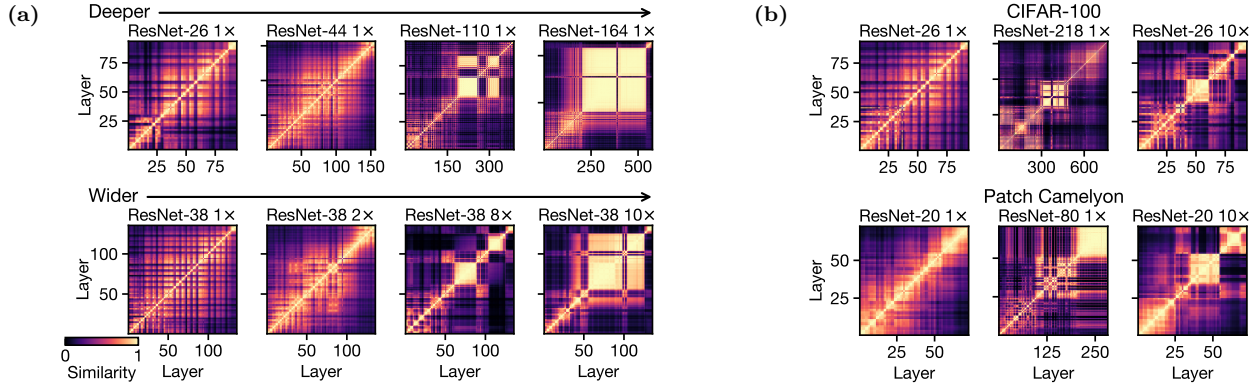 (a)
Deeper
ResNet-26 1× ResNet-44 1× ResNet-110 1× ResNet-164 1×
Layer
75
50
25
25 50 75
50 100 150
150 300
250 500
Wider
ResNet-38 1× ResNet-38 2× ResNet-38 8× ResNet-38 10×
Layer
100
50
50 100
50 100
50 100
50 100
Layer Layer Layer Layer
0 1
Similarity
(b)
CIFAR-100
ResNet-26 1× ResNet-218 1× ResNet-26 10×
Layer
75
50
25
25 50 75
300 600
25 50 75
Patch Camelyon
ResNet-20 1× ResNet-80 1× ResNet-20 10×
Layer
50
25
25 50
125 250
25 50
Layer Layer Layer